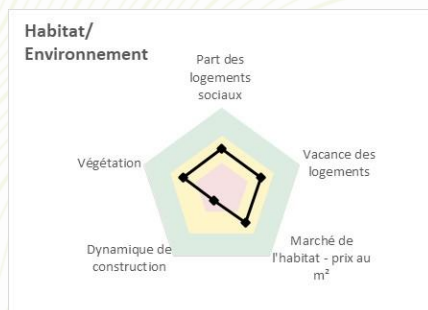 Habitat/
Environnement
Part des
logements
sociaux
Végétation
Vacance des
logements
Dynamique de
construction
Marché de
l'habitat - prix au
m²